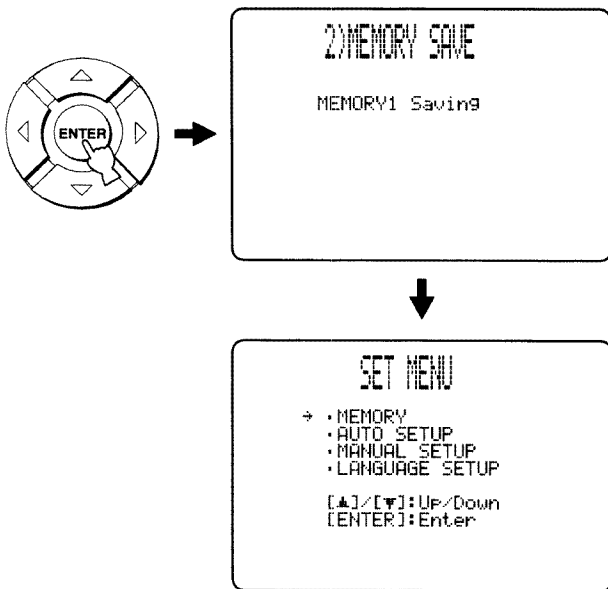 ENTER
2)MEMORY SAVE
MEMORY1 Saving
SET MENU
→ ・MEMORY
・AUTO SETUP
・MANUAL SETUP
・LANGUAGE SETUP
[▲]/[▼]:Up/Down
[ENTER]:Enter